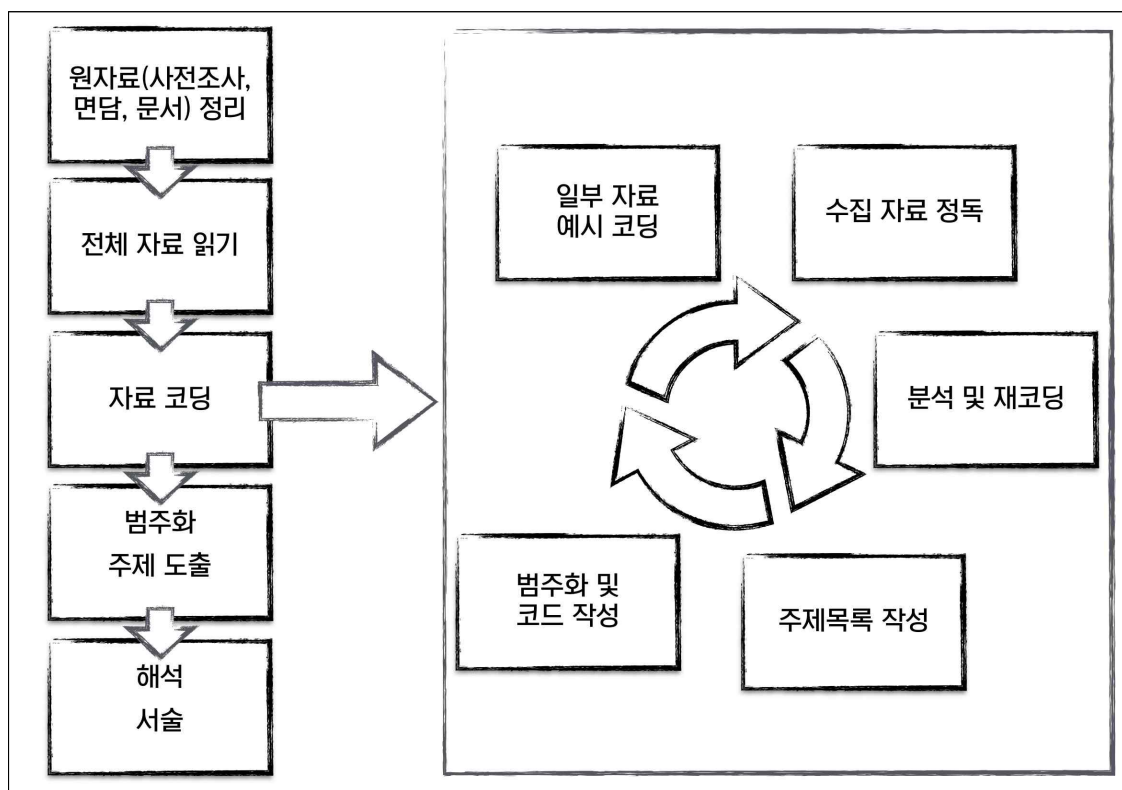 원자료(사전조사,
면담, 문서) 정리
전체 자료 읽기
자료 코딩
범주화
주제 도출
해석
서술
일부 자료
예시 코딩
수집 자료 정독
분석 및 재코딩
주제목록 작성
범주화 및
코드 작성